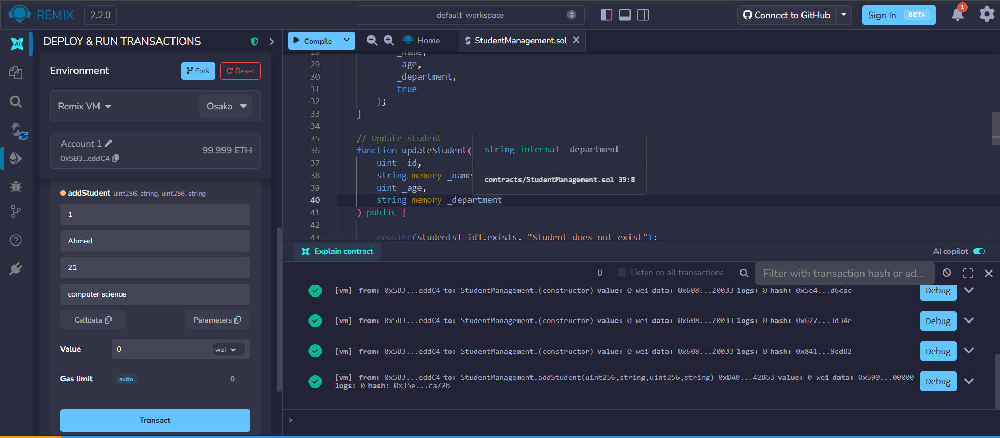 REMIX 2.2.0 default_workspace Connect to GitHub Sign In BETA 1
AI DEPLOY & RUN TRANSACTIONS
Environment Fork Reset
Remix VM Osaka
Account 1
0x5B3...eddC4 99.999 ETH
addStudent uint256, string, uint256, string
1
Ahmed
21
computer science
Calldata Parameters
Value 0 wei
Gas limit auto 0
Transact
Compile Home StudentManagement.sol
28 _name,
29 _age,
30 _department,
31 true
32 );
33 }
34
35 // Update student
36 function updateStudent(
37 uint _id,
38 string memory _name
39 uint _age,
40 string memory _department
41 ) public {
42
43 require(students[_id].exists, "Student does not exist");
string internal _department
contracts/StudentManagement.sol 39:8
Explain contract AI copilot
0 Listen on all transactions Filter with transaction hash or ad...
[vm] from: 0x5B3...eddC4 to: StudentManagement.(constructor) value: 0 wei data: 0x608...20033 logs: 0 hash: 0x5e4...d6cac Debug
[vm] from: 0x5B3...eddC4 to: StudentManagement.(constructor) value: 0 wei data: 0x608...20033 logs: 0 hash: 0x627...3d34e Debug
[vm] from: 0x5B3...eddC4 to: StudentManagement.(constructor) value: 0 wei data: 0x608...20033 logs: 0 hash: 0x841...9cd82 Debug
[vm] from: 0x5B3...eddC4 to: StudentManagement.addStudent(uint256,string,uint256,string) 0xDA0...42B53 value: 0 wei data: 0x590...00000 Debug
logs: 0 hash: 0x35e...ca72b
>